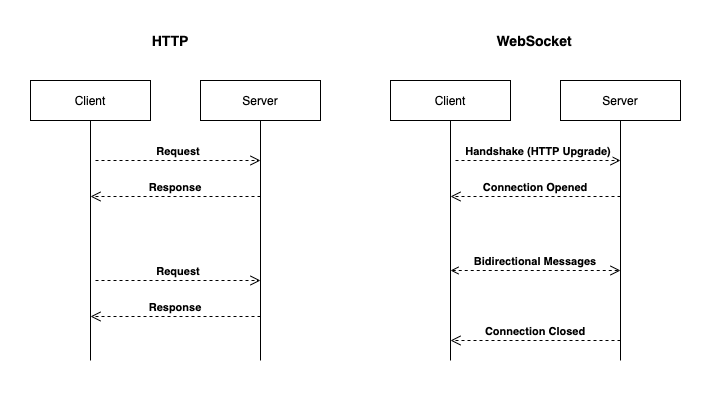 HTTP
Client
Server
Request
Response
Request
Response
WebSocket
Client
Server
Handshake (HTTP Upgrade)
Connection Opened
Bidirectional Messages
Connection Closed